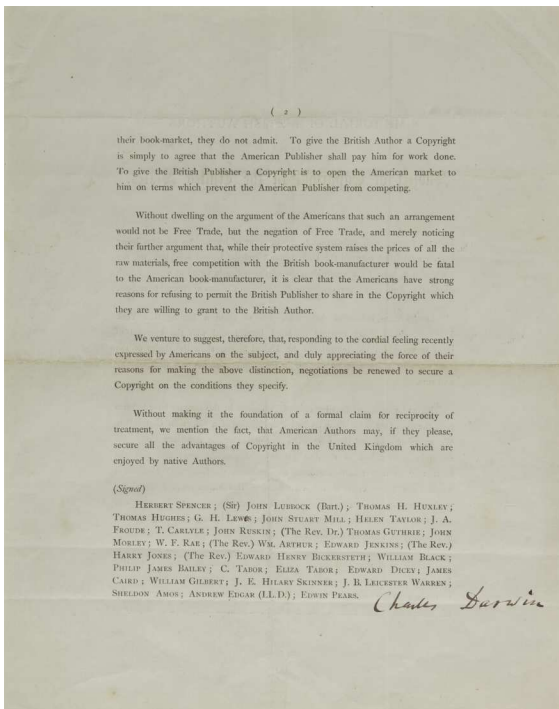 ( 2 )
their book-market, they do not admit. To give the British Author a Copyright
is simply to agree that the American Publisher shall pay him for work done.
To give the British Publisher a Copyright is to open the American market to
him on terms which prevent the American Publisher from competing.
Without dwelling on the argument of the Americans that such an arrangement
would not be Free Trade, but the negation of Free Trade, and merely noticing
their further argument that, while their protective system raises the prices of all the
raw materials, free competition with the British book-manufacturer would be fatal
to the American book-manufacturer, it is clear that the Americans have strong
reasons for refusing to permit the British Publisher to share in the Copyright which
they are willing to grant to the British Author.
We venture to suggest, therefore, that, responding to the cordial feeling recently
expressed by Americans on the subject, and duly appreciating the force of their
reasons for making the above distinction, negotiations be renewed to secure a
Copyright on the conditions they specify.
Without making it the foundation of a formal claim for reciprocity of
treatment, we mention the fact, that American Authors may, if they please,
secure all the advantages of Copyright in the United Kingdom which are
enjoyed by native Authors.
(Signed)
HERBERT SPENCER; (Sir) JOHN LUBBOCK (Bart.); THOMAS H. HUXLEY;
THOMAS HUGHES; G. H. LEWES; JOHN STUART MILL; HELEN TAYLOR; J. A.
FROUDE; T. CARLYLE; JOHN RUSKIN; (The Rev. Dr.) THOMAS GUTHRIE; JOHN
MORLEY; W. F. RAE; (The Rev.) WM. ARTHUR; EDWARD JENKINS; (The Rev.)
HARRY JONES; (The Rev.) EDWARD HENRY BICKERSTETH; WILLIAM BLACK;
PHILIP JAMES BAILEY; C. TABOR; ELIZA TABOR; EDWARD DICEY; JAMES
CAIRD; WILLIAM GILBERT; J. E. HILARY SKINNER; J. B. LEICESTER WARREN;
SHELDON AMOS; ANDREW EDGAR (LL.D.); EDWIN PEARS.
Charles Darwin